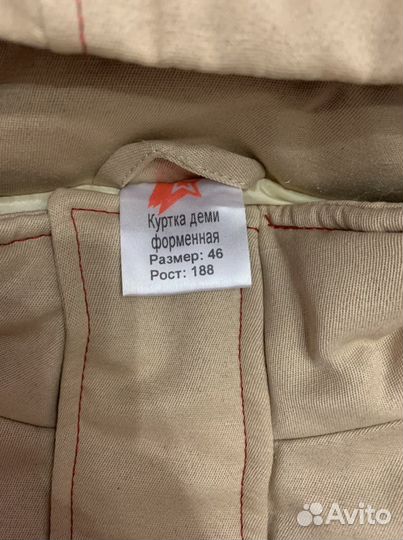 Куртка деми
форменная
Размер: 46
Рост: 188
Avito